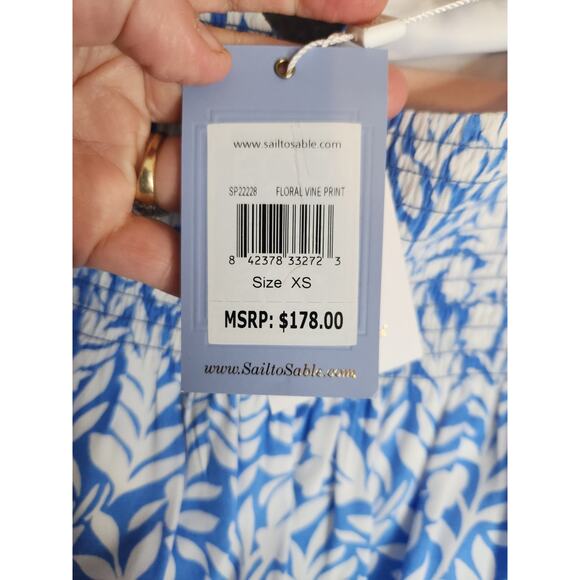 www.sailtosable.com
SP22228 FLORAL VINE PRINT
8 42378 33272 3
Size XS
MSRP: $178.00
www.SailtoSable.com